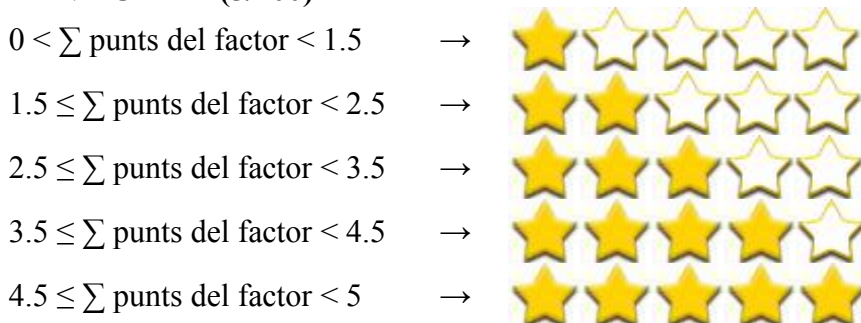 0 < ∑ punts del factor < 1.5 →
1.5 ≤ ∑ punts del factor < 2.5 →
2.5 ≤ ∑ punts del factor < 3.5 →
3.5 ≤ ∑ punts del factor < 4.5 →
4.5 ≤ ∑ punts del factor < 5 →